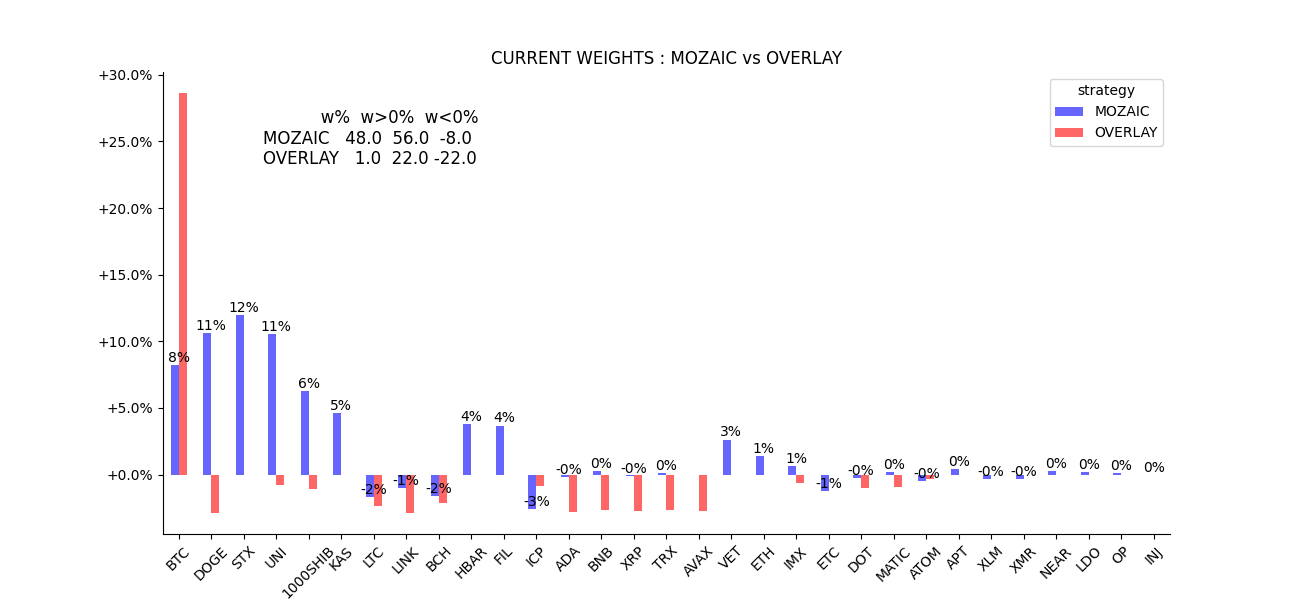 CURRENT WEIGHTS : MOZAIC vs OVERLAY
+30.0%
+25.0%
+20.0%
+15.0%
+10.0%
+5.0%
+0.0%
w% w>0% w<0%
MOZAIC 48.0 56.0 -8.0
OVERLAY 1.0 22.0 -22.0
strategy
MOZAIC
OVERLAY
8%
11%
12%
11%
6%
5%
-2%
-1%
-2%
4%
4%
-3%
-0%
0%
-0%
0%
3%
1%
1%
-1%
-0%
0%
-0%
0%
-0%
-0%
0%
0%
0%
0%
BTC
DOGE
STX
UNI
1000SHIB
KAS
LTC
LINK
BCH
HBAR
FIL
ICP
ADA
BNB
XRP
TRX
AVAX
VET
ETH
IMX
ETC
DOT
MATIC
ATOM
APT
XLM
XMR
NEAR
LDO
OP
INJ